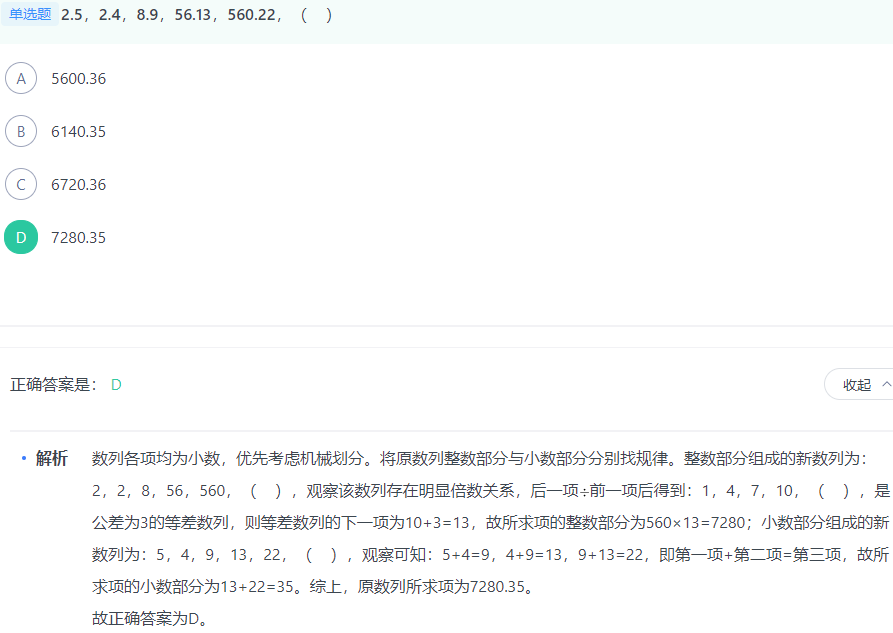 单选题 2.5，2.4，8.9，56.13，560.22，（　）
A 5600.36
B 6140.35
C 6720.36
D 7280.35
正确答案是： D
收起
解析 数列各项均为小数，优先考虑机械划分。将原数列整数部分与小数部分分别找规律。整数部分组成的新数列为：
2，2，8，56，560，（　），观察该数列存在明显倍数关系，后一项÷前一项后得到：1，4，7，10，（　），是
公差为3的等差数列，则等差数列的下一项为10+3=13，故所求项的整数部分为560×13=7280；小数部分组成的新
数列为：5，4，9，13，22，（　），观察可知：5+4=9，4+9=13，9+13=22，即第一项+第二项=第三项，故所
求项的小数部分为13+22=35。综上，原数列所求项为7280.35。
故正确答案为D。